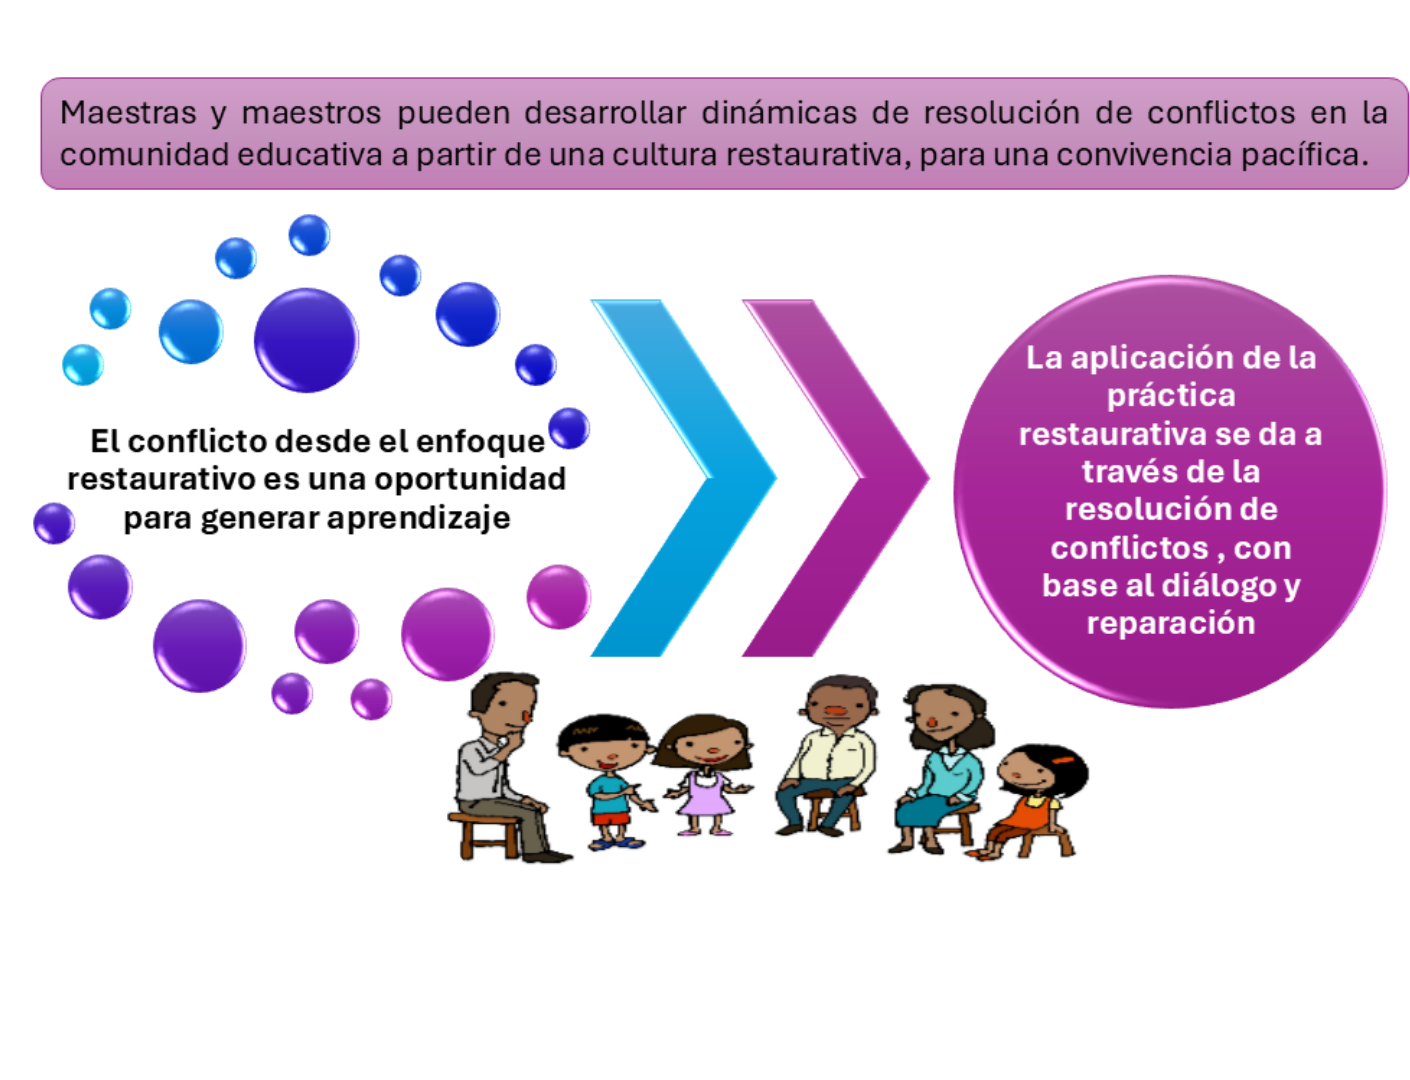 Maestras y maestros pueden desarrollar dinámicas de resolución de conflictos en la
comunidad educativa a partir de una cultura restaurativa, para una convivencia pacífica.
El conflicto desde el enfoque
restaurativo es una oportunidad
para generar aprendizaje
La aplicación de la
práctica
restaurativa se da a
través de la
resolución de
conflictos , con
base al diálogo y
reparación